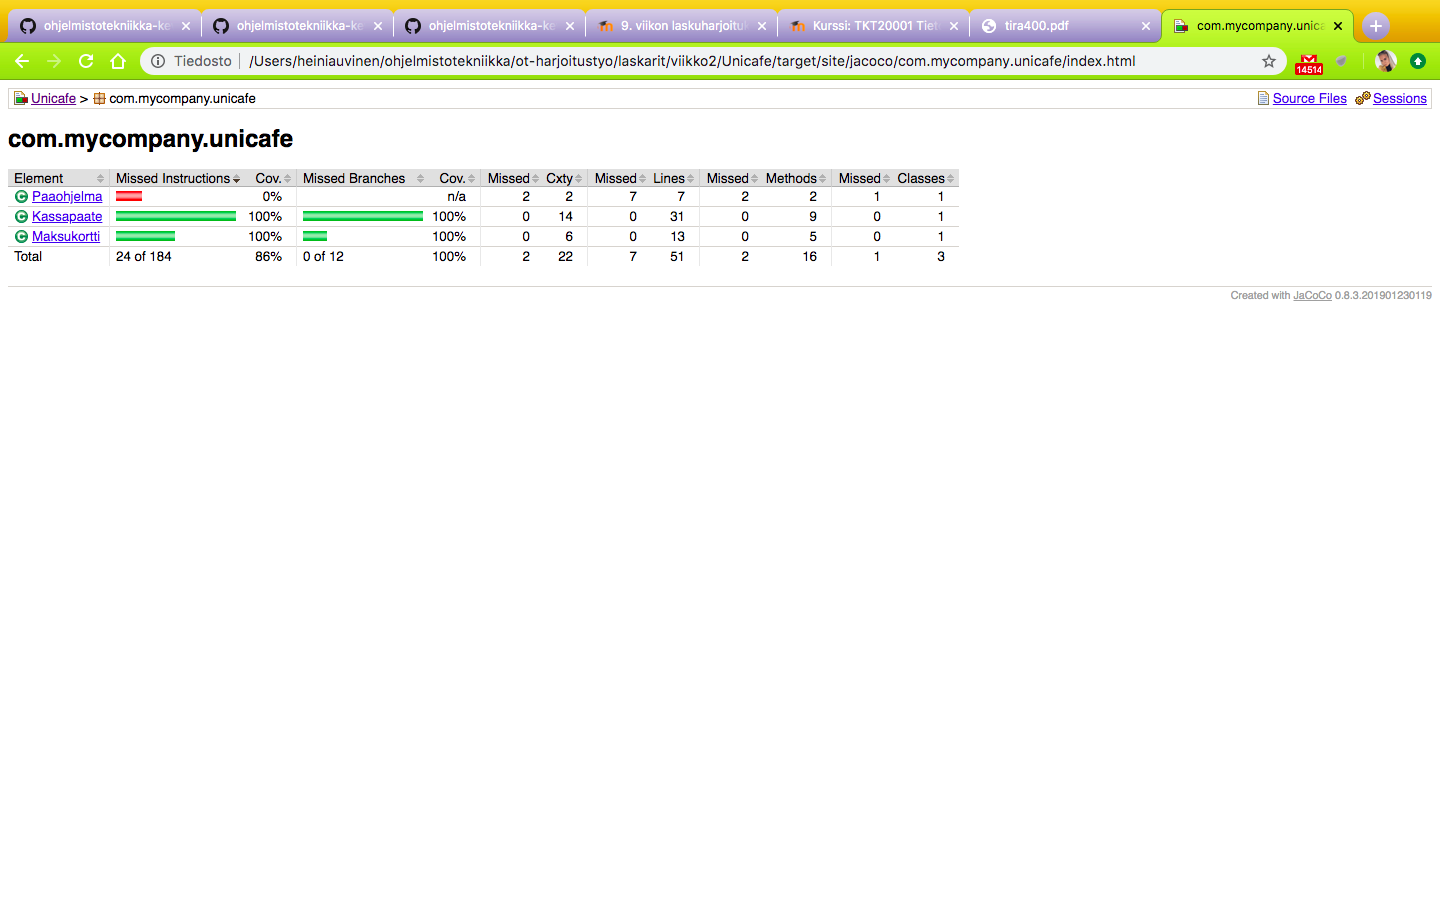 ohjelmistotekniikka-ke ohjelmistotekniikka-ke ohjelmistotekniikka-ke 9. viikon laskuharjoituk Kurssi: TKT20001 Tiet tira400.pdf com.mycompany.unica
Tiedosto /Users/heiniauvinen/ohjelmistotekniikka/ot-harjoitustyo/laskarit/viikko2/Unicafe/target/site/jacoco/com.mycompany.unicafe/index.html 14514
Unicafe > com.mycompany.unicafe Source Files Sessions
com.mycompany.unicafe
Element Missed Instructions Cov. Missed Branches Cov. Missed Cxty Missed Lines Missed Methods Missed Classes
C Paaohjelma 0% n/a 2 2 7 7 2 2 1 1
C Kassapaate 100% 100% 0 14 0 31 0 9 0 1
C Maksukortti 100% 100% 0 6 0 13 0 5 0 1
Total 24 of 184 86% 0 of 12 100% 2 22 7 51 2 16 1 3
Created with JaCoCo 0.8.3.201901230119